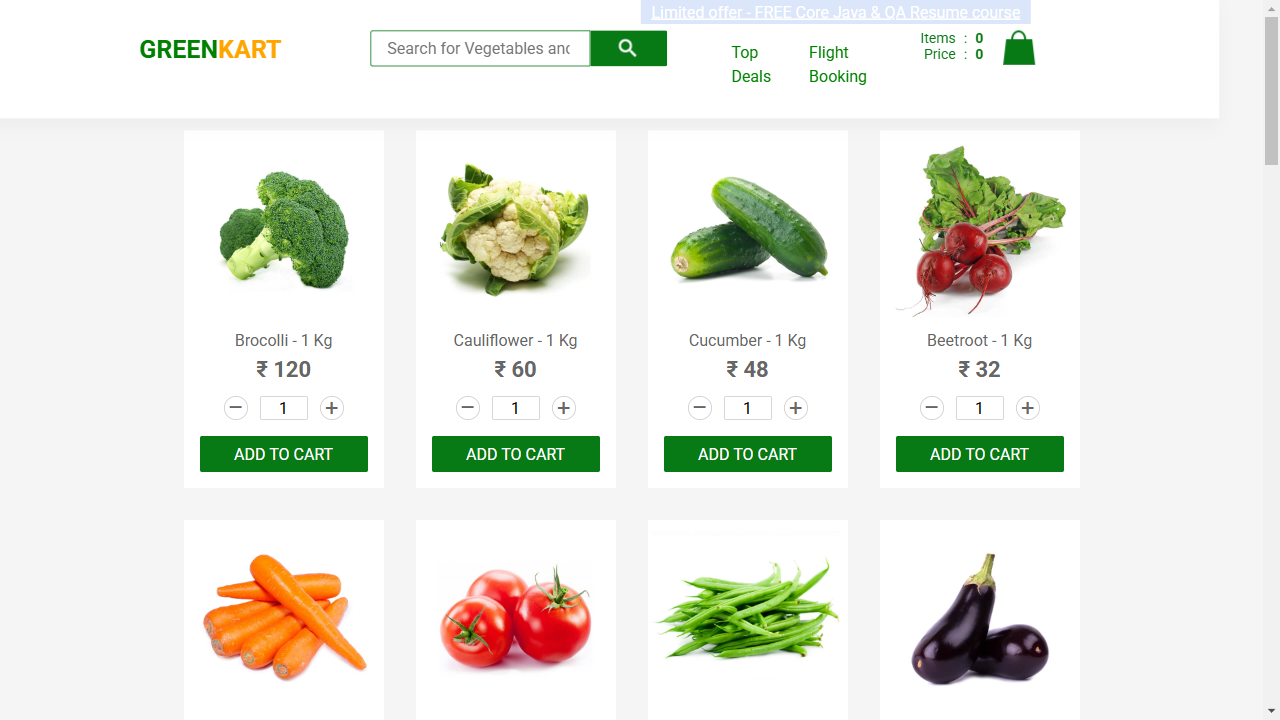 Limited offer - FREE Core Java & QA Resume course
GREENKART
Search for Vegetables and
Top
Deals
Flight
Booking
Items : 0
Price : 0
Brocolli - 1 Kg
₹ 120
− 1 +
ADD TO CART
Cauliflower - 1 Kg
₹ 60
− 1 +
ADD TO CART
Cucumber - 1 Kg
₹ 48
− 1 +
ADD TO CART
Beetroot - 1 Kg
₹ 32
− 1 +
ADD TO CART